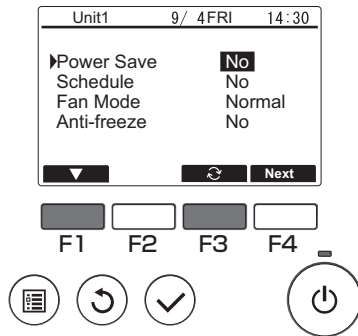 Unit1 9/ 4FRI 14:30
Power Save No
Schedule No
Fan Mode Normal
Anti-freeze No
Next
F1 F2 F3 F4